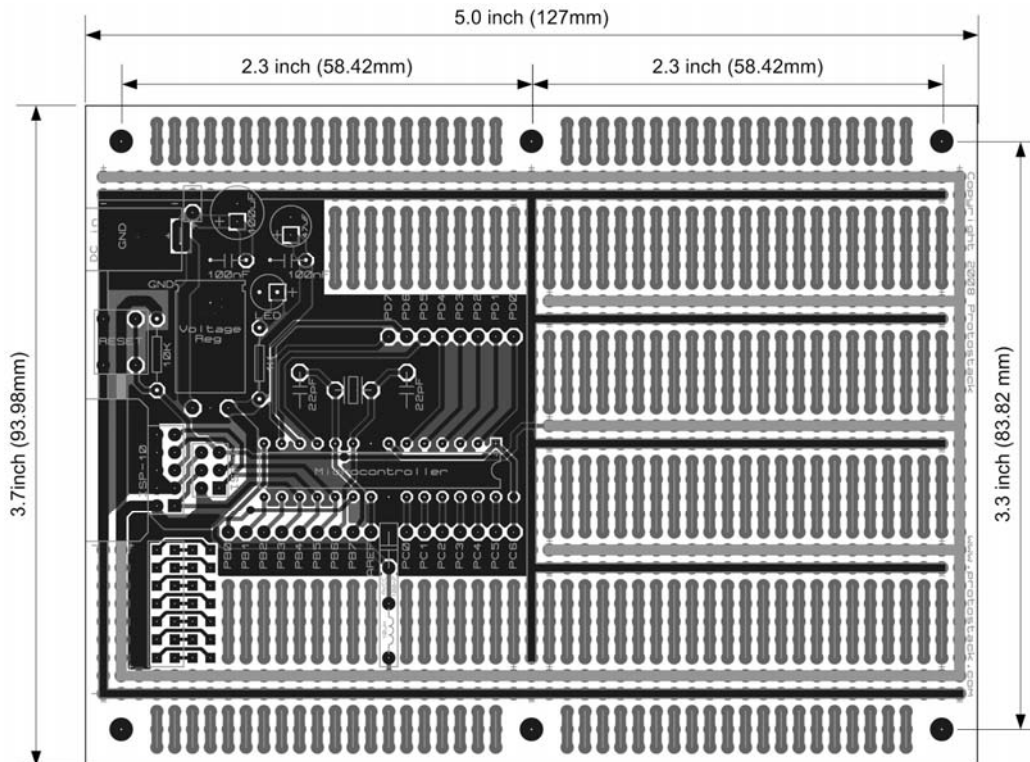 5.0 inch (127mm)
2.3 inch (58.42mm)
2.3 inch (58.42mm)
3.7inch (93.98mm)
3.3 inch (83.82 mm)
Copyright 2008 Protostack
www.protostack.com
DC in
GND
100nF
100nF
GND
LED
Voltage
Reg
RESET
10K
22pF
22pF
PD7
PD6
PD5
PD4
PD3
PD2
PD1
PD0
Microcontroller
PB0
PB1
PB2
PB3
PB4
PB5
PB6
PB7
AREF
PC0
PC1
PC2
PC3
PC4
PC5
PC6